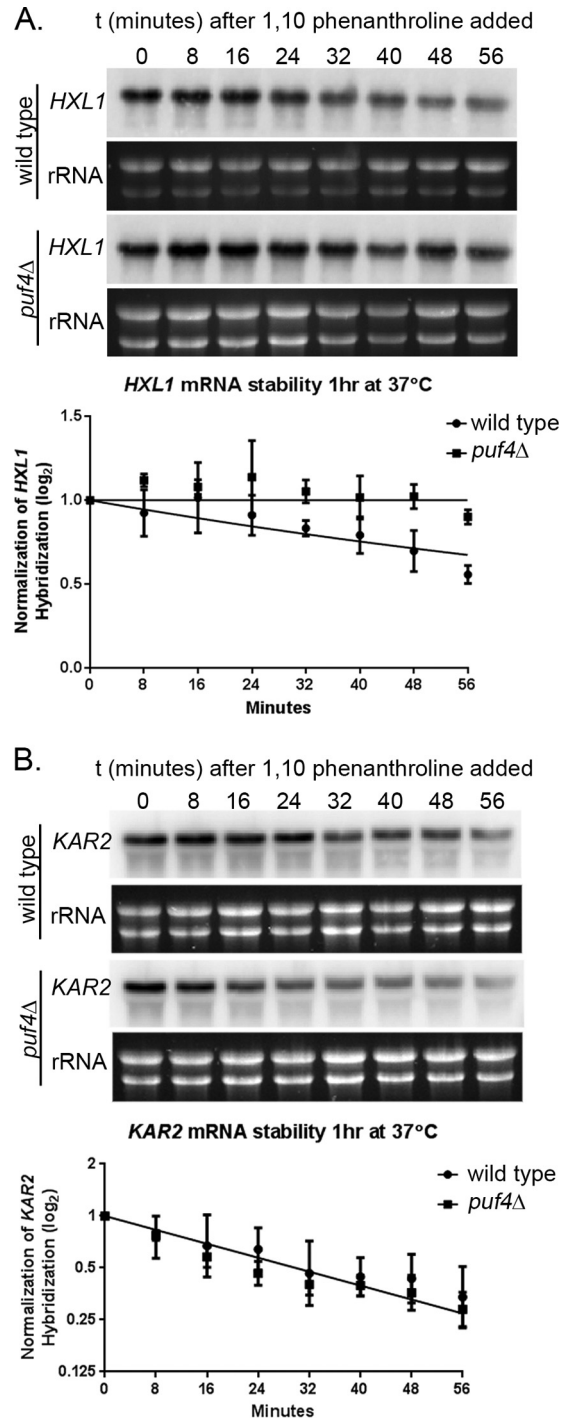 A.
t (minutes) after 1,10 phenanthroline added
0 8 16 24 32 40 48 56
wild type
HXL1
rRNA
puf4Δ
HXL1
rRNA
HXL1 mRNA stability 1hr at 37°C
Normalization of HXL1
Hybridization (log2)
1.5
1.0
0.5
0.0
0 8 16 24 32 40 48 56
Minutes
wild type
puf4Δ
B.
t (minutes) after 1,10 phenanthroline added
0 8 16 24 32 40 48 56
wild type
KAR2
rRNA
puf4Δ
KAR2
rRNA
KAR2 mRNA stability 1hr at 37°C
Normalization of KAR2
Hybridization (log2)
2
1
0.5
0.25
0.125
0 8 16 24 32 40 48 56
Minutes
wild type
puf4Δ